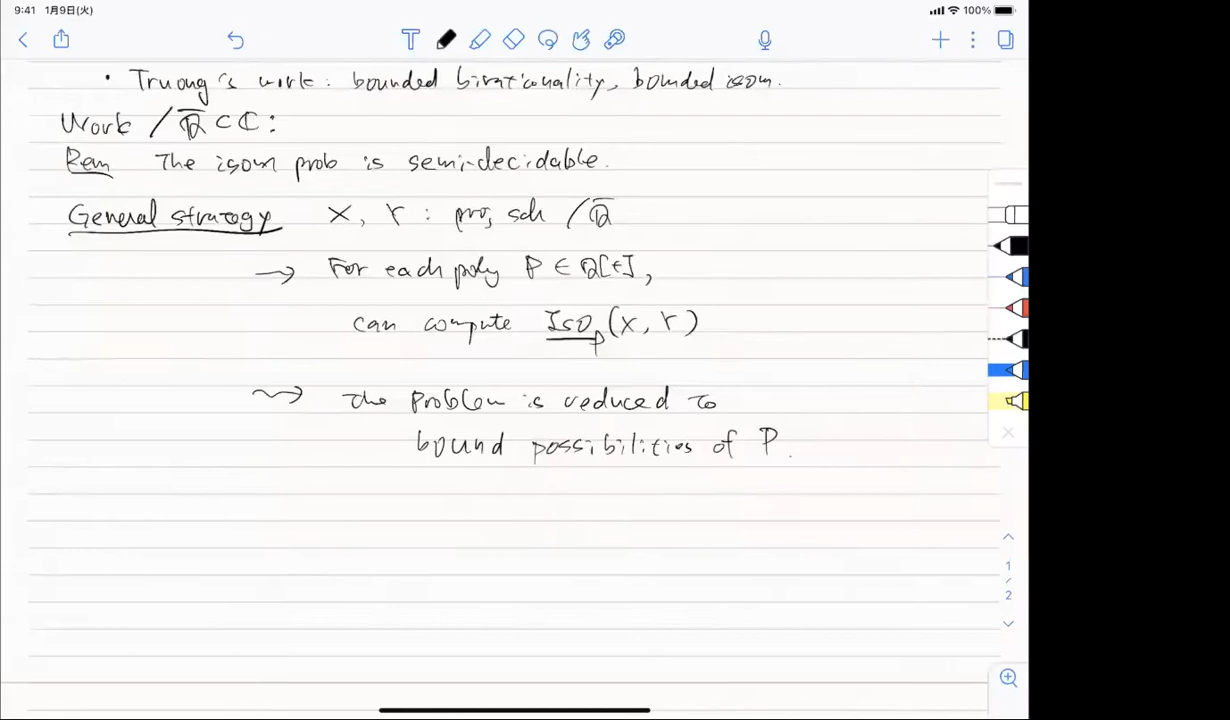 9:41 1月9日(火) 100%
• Truong's work : bounded birationality, bounded isom.
Work / Q̄ ⊂ ℂ :
Rem The isom prob is semi-decidable.
General strategy X, Y : proj sch / Q̄
→ For each poly P ∈ Q[t],
can compute Iso_P(X, Y)
⇝ the problem is reduced to
bound possibilities of P.
1
/
2